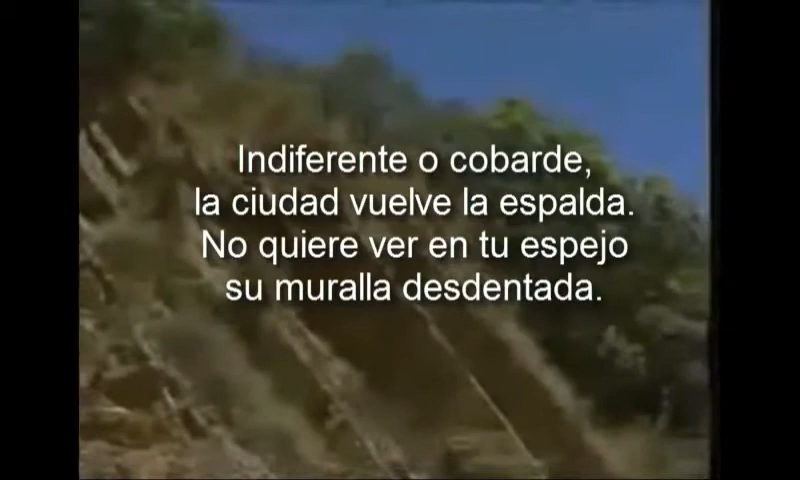 Indiferente o cobarde,
la ciudad vuelve la espalda.
No quiere ver en tu espejo
su muralla desdentada.